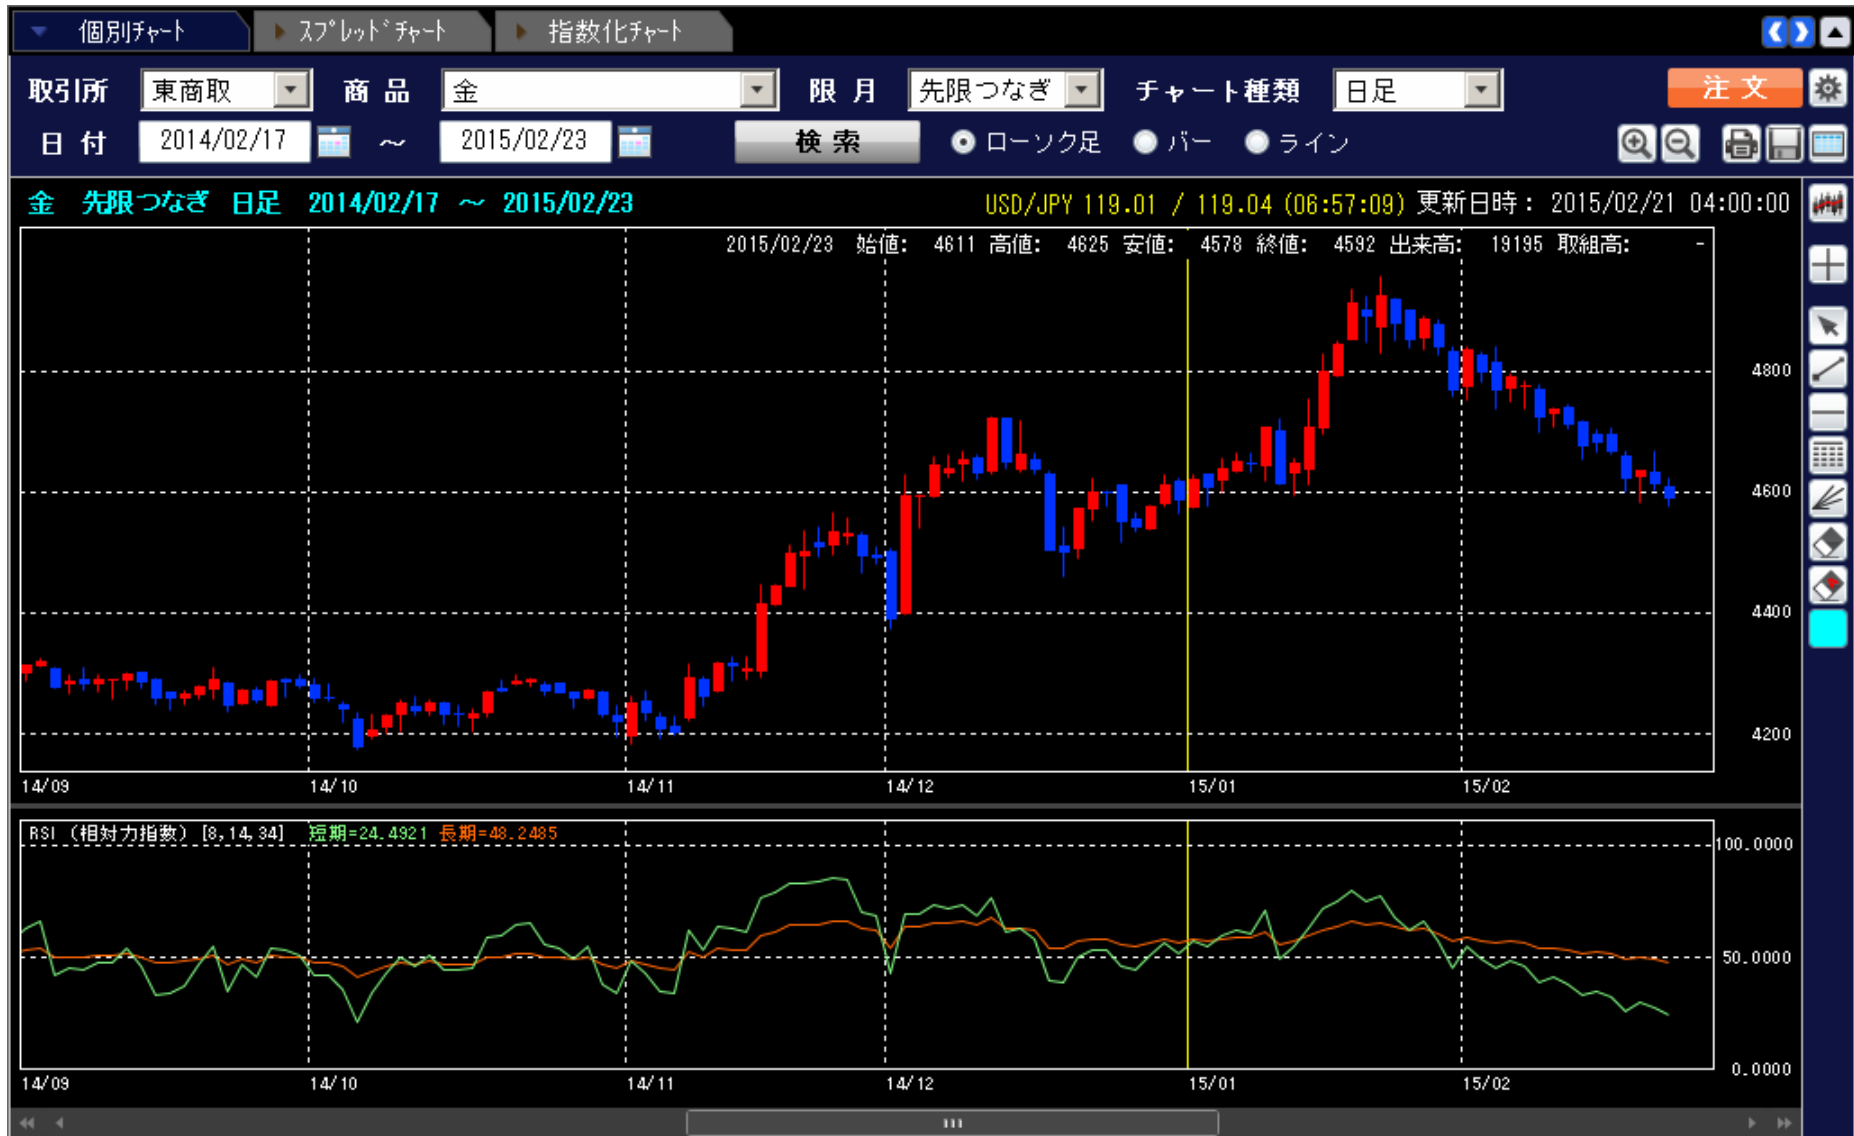 個別ﾁｬｰﾄ ｽﾌﾟﾚｯﾄﾞﾁｬｰﾄ 指数化ﾁｬｰﾄ
取引所 東商取 商品 金 限月 先限つなぎ チャート種類 日足 注文
日付 2014/02/17 ～ 2015/02/23 検索 ローソク足 バー ライン
金 先限つなぎ 日足 2014/02/17 ～ 2015/02/23 USD/JPY 119.01 / 119.04 (06:57:09) 更新日時： 2015/02/21 04:00:00
2015/02/23 始値: 4611 高値: 4625 安値: 4578 終値: 4592 出来高: 19195 取組高: -
4800
4600
4400
4200
14/09 14/10 14/11 14/12 15/01 15/02
RSI (相対力指数) [8,14,34] 短期=24.4921 長期=48.2485
100.0000
50.0000
0.0000
14/09 14/10 14/11 14/12 15/01 15/02